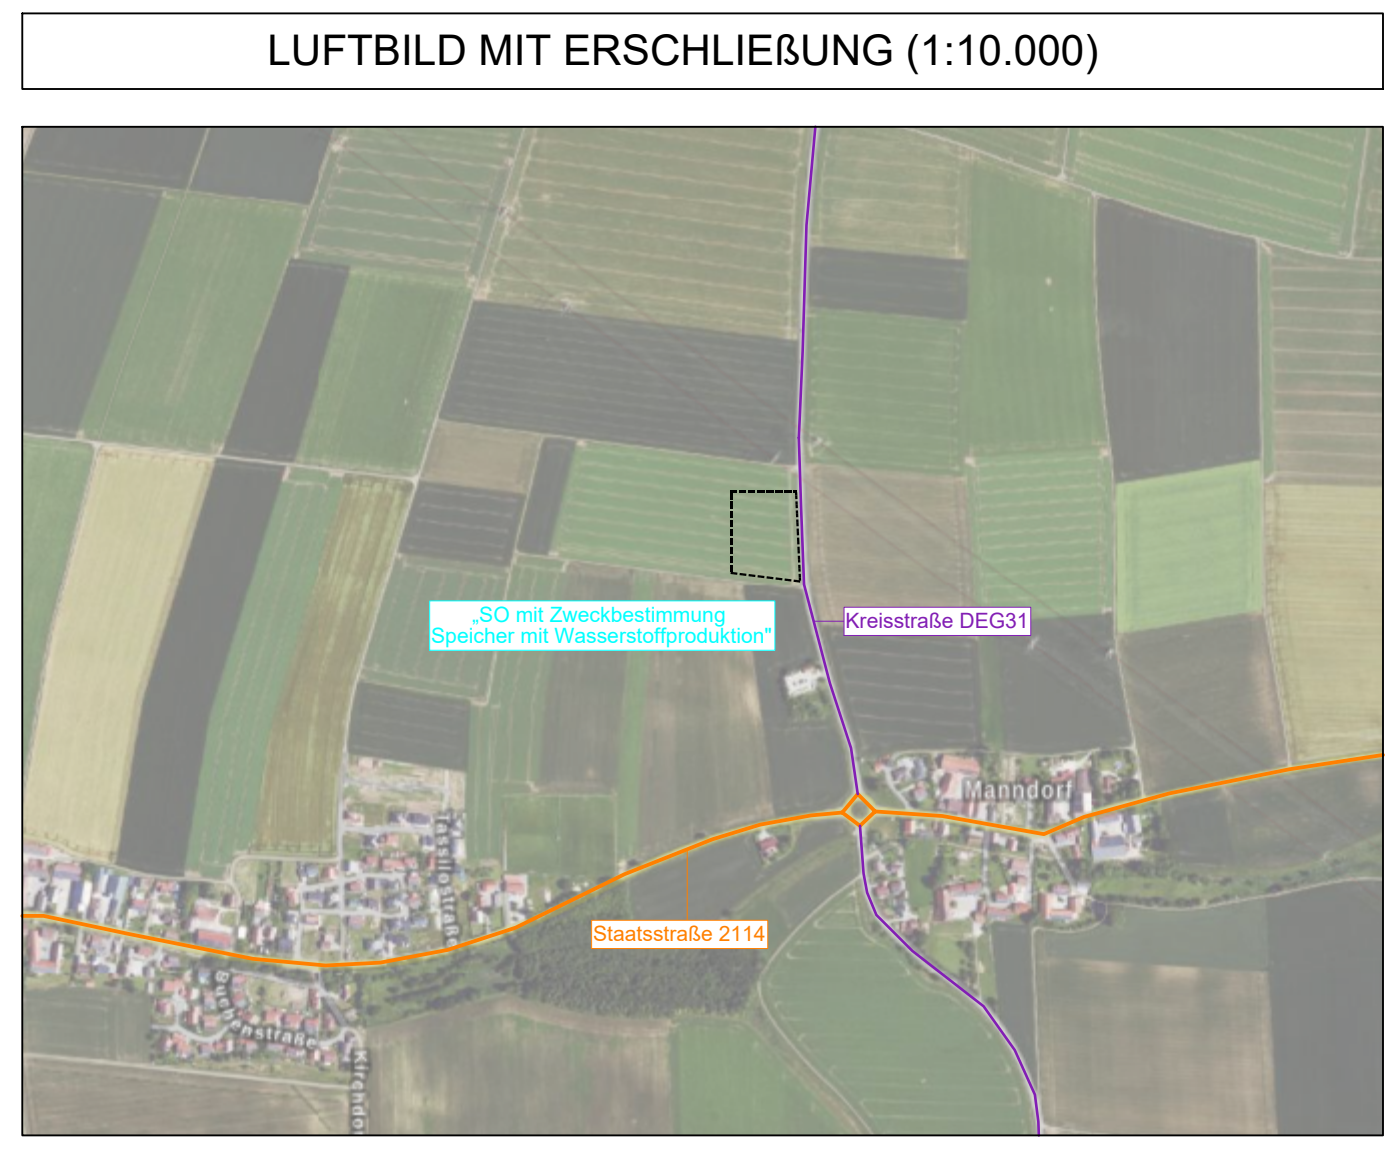 LUFTBILD MIT ERSCHLIEßUNG (1:10.000)
„SO mit Zweckbestimmung
Speicher mit Wasserstoffproduktion"
Kreisstraße DEG31
Manndorf
Tassilostraße
Staatsstraße 2114
Buchenstraße
Kirchdor